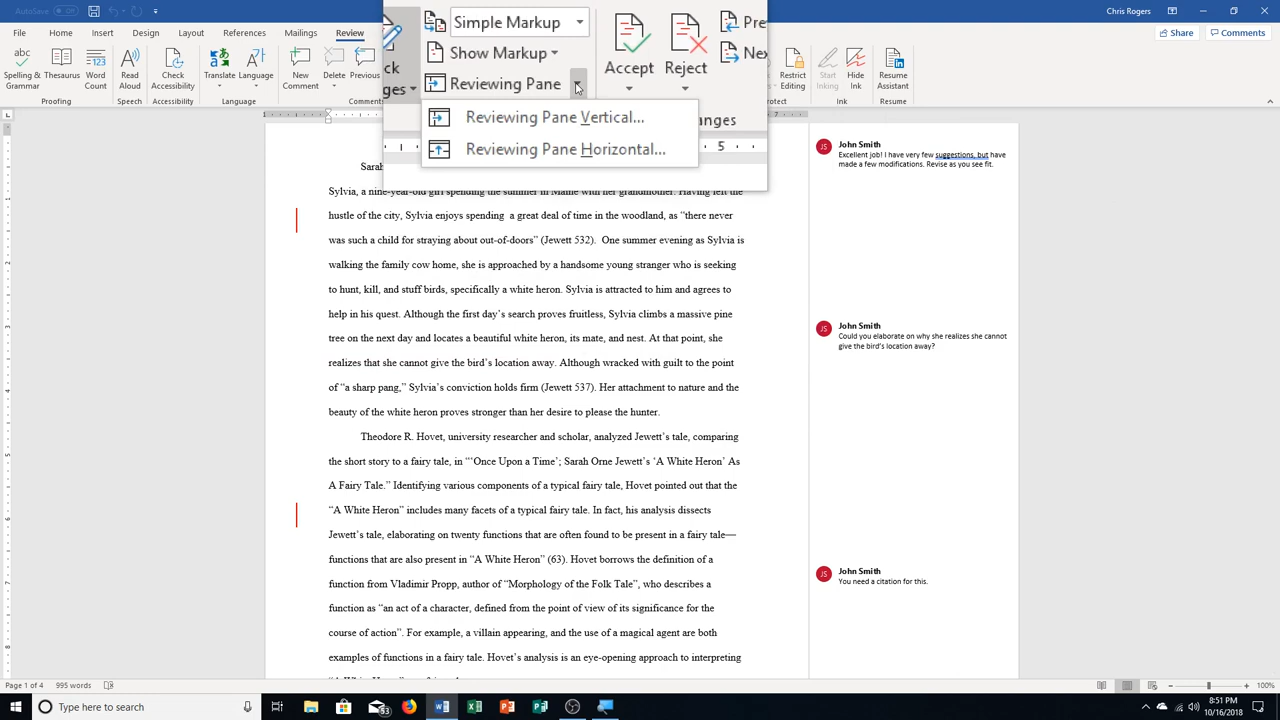 AutoSave
Off
Chris Rogers
File Home Insert Design Layout References Mailings Review
Share Comments
Spelling & Grammar
Thesaurus
Word Count
Read Aloud
Check Accessibility
Translate
Language
New Comment
Delete
Previous
Restrict Editing
Start Inking
Hide Ink
Resume Assistant
Proofing Speech Accessibility Language
Ink Resume
Simple Markup
Show Markup
Reviewing Pane
Accept
Reject
Reviewing Pane Vertical...
Reviewing Pane Horizontal...
5
Sarah
Sylvia, a nine-year-old girl spending the summer in Maine with her grandmother. Having left the
hustle of the city, Sylvia enjoys spending  a great deal of time in the woodland, as “there never
was such a child for straying about out-of-doors” (Jewett 532).  One summer evening as Sylvia is
walking the family cow home, she is approached by a handsome young stranger who is seeking
to hunt, kill, and stuff birds, specifically a white heron. Sylvia is attracted to him and agrees to
help in his quest. Although the first day’s search proves fruitless, Sylvia climbs a massive pine
tree on the next day and locates a beautiful white heron, its mate, and nest. At that point, she
realizes that she cannot give the bird’s location away. Although wracked with guilt to the point
of “a sharp pang,” Sylvia’s conviction holds firm (Jewett 537). Her attachment to nature and the
beauty of the white heron proves stronger than her desire to please the hunter.
Theodore R. Hovet, university researcher and scholar, analyzed Jewett’s tale, comparing
the short story to a fairy tale, in “‘Once Upon a Time’; Sarah Orne Jewett’s ‘A White Heron’ As
A Fairy Tale.” Identifying various components of a typical fairy tale, Hovet pointed out that the
“A White Heron” includes many facets of a typical fairy tale. In fact, his analysis dissects
Jewett’s tale, elaborating on twenty functions that are often found to be present in a fairy tale—
functions that are also present in “A White Heron” (63). Hovet borrows the definition of a
function from Vladimir Propp, author of “Morphology of the Folk Tale”, who describes a
function as “an act of a character, defined from the point of view of its significance for the
course of action”. For example, a villain appearing, and the use of a magical agent are both
examples of functions in a fairy tale. Hovet’s analysis is an eye-opening approach to interpreting
JS John Smith
Excellent job! I have very few suggestions, but have
made a few modifications. Revise as you see fit.
JS John Smith
Could you elaborate on why she realizes she cannot
give the bird’s location away?
JS John Smith
You need a citation for this.
Page 1 of 4 995 words
100%
Type here to search
53
8:51 PM
10/16/2018